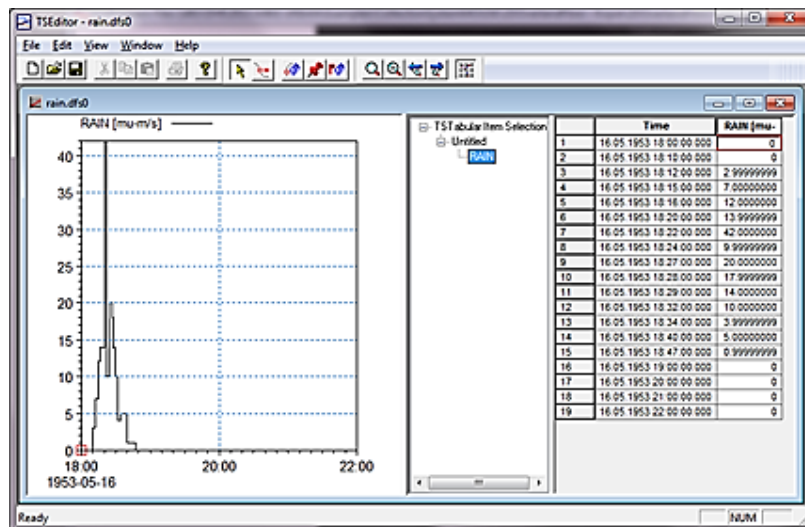 TSEditor - rain.dfs0
File Edit View Window Help
rain.dfs0
RAIN [mu-m/s]
40
35
30
25
20
15
10
5
0
18:00 20:00 22:00
1953-05-16
TSTabular Item Selection
Untitled
RAIN
Time RAIN [mu-
1 16.05.1953 18:00:00.000 0
2 16.05.1953 18:10:00.000 0
3 16.05.1953 18:12:00.000 2.99999999
4 16.05.1953 18:15:00.000 7.00000000
5 16.05.1953 18:16:00.000 12.0000000
6 16.05.1953 18:20:00.000 13.9999999
7 16.05.1953 18:22:00.000 42.0000000
8 16.05.1953 18:24:00.000 9.99999999
9 16.05.1953 18:27:00.000 20.0000000
10 16.05.1953 18:28:00.000 17.9999999
11 16.05.1953 18:29:00.000 14.0000000
12 16.05.1953 18:32:00.000 10.0000000
13 16.05.1953 18:34:00.000 3.99999999
14 16.05.1953 18:40:00.000 5.00000000
15 16.05.1953 18:47:00.000 0.99999999
16 16.05.1953 19:00:00.000 0
17 16.05.1953 20:00:00.000 0
18 16.05.1953 21:00:00.000 0
19 16.05.1953 22:00:00.000 0
Ready NUM